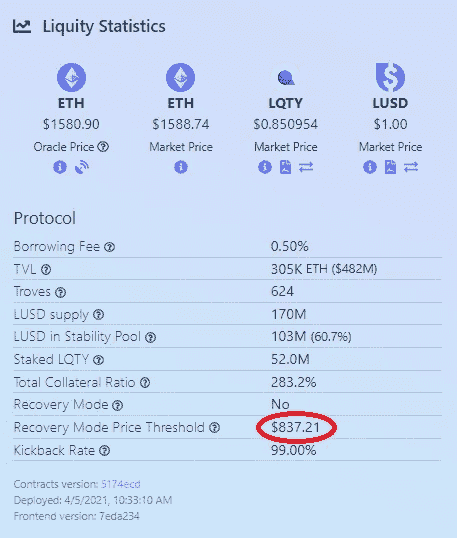 Liquity Statistics
ETH ETH LQTY LUSD
$1580.90 $1588.74 $0.850954 $1.00
Oracle Price Market Price Market Price Market Price
Protocol
Borrowing Fee 0.50%
TVL 305K ETH ($482M)
Troves 624
LUSD supply 170M
LUSD in Stability Pool 103M (60.7%)
Staked LQTY 52.0M
Total Collateral Ratio 283.2%
Recovery Mode No
Recovery Mode Price Threshold $837.21
Kickback Rate 99.00%
Contracts version: 5174ecd
Deployed: 4/5/2021, 10:33:10 AM
Frontend version: 7eda234